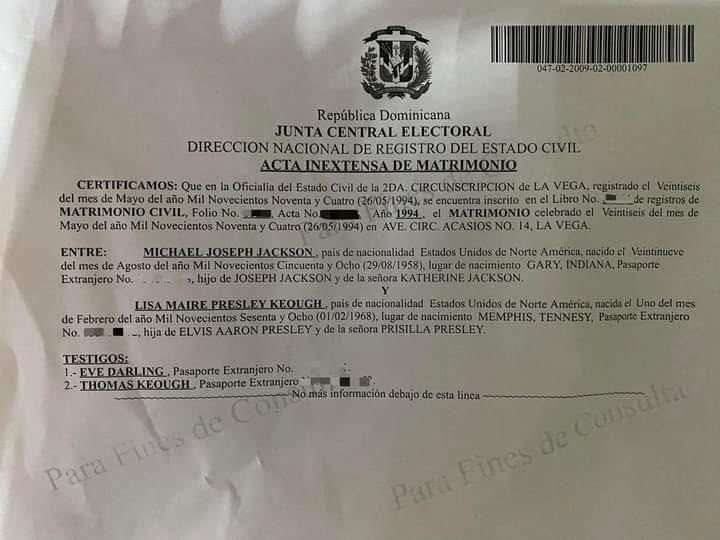 047-02-2009-02-00001097
República Dominicana
JUNTA CENTRAL ELECTORAL
DIRECCION NACIONAL DE REGISTRO DEL ESTADO CIVIL
ACTA INEXTENSA DE MATRIMONIO
CERTIFICAMOS: Que en la Oficialía del Estado Civil de la 2DA. CIRCUNSCRIPCION de LA VEGA, registrado el Veintiseis
del mes de Mayo del año Mil Novecientos Noventa y Cuatro (26/05/1994), se encuentra inscrito en el Libro No. de registros de
MATRIMONIO CIVIL, Folio No. , Acta No. Año 1994 , el MATRIMONIO celebrado el Veintiseis del mes de
Mayo del año Mil Novecientos Noventa y Cuatro (26/05/1994) en AVE. CIRC. ACASIOS NO. 14, LA VEGA.
ENTRE: MICHAEL JOSEPH JACKSON , país de nacionalidad Estados Unidos de Norte América, nacido el Veintinueve
del mes de Agosto del año Mil Novecientos Cincuenta y Ocho (29/08/1958), lugar de nacimiento GARY, INDIANA, Pasaporte
Extranjero No. , hijo de JOSEPH JACKSON y de la señora KATHERINE JACKSON.
Y
LISA MAIRE PRESLEY KEOUGH , país de nacionalidad Estados Unidos de Norte América, nacida el Uno del mes
de Febrero del año Mil Novecientos Sesenta y Ocho (01/02/1968), lugar de nacimiento MEMPHIS, TENNESY, Pasaporte Extranjero
No. , hija de ELVIS AARON PRESLEY y de la señora PRISILLA PRESLEY.
TESTIGOS:
1.- EVE DARLING , Pasaporte Extranjero No.
2.- THOMAS KEOUGH , Pasaporte Extranjero
No más información debajo de esta línea
Para Fines de Consulta
Para Fines de Consulta
Para Fines de Consulta